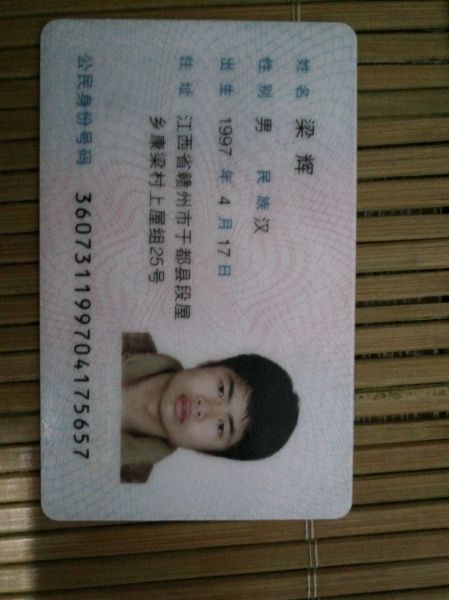 姓名 梁辉
性别 男 民族 汉
出生 1997 年 4 月 17 日
住址 江西省赣州市于都县段屋
乡康梁村上屋组25号
公民身份号码 360731199704175657